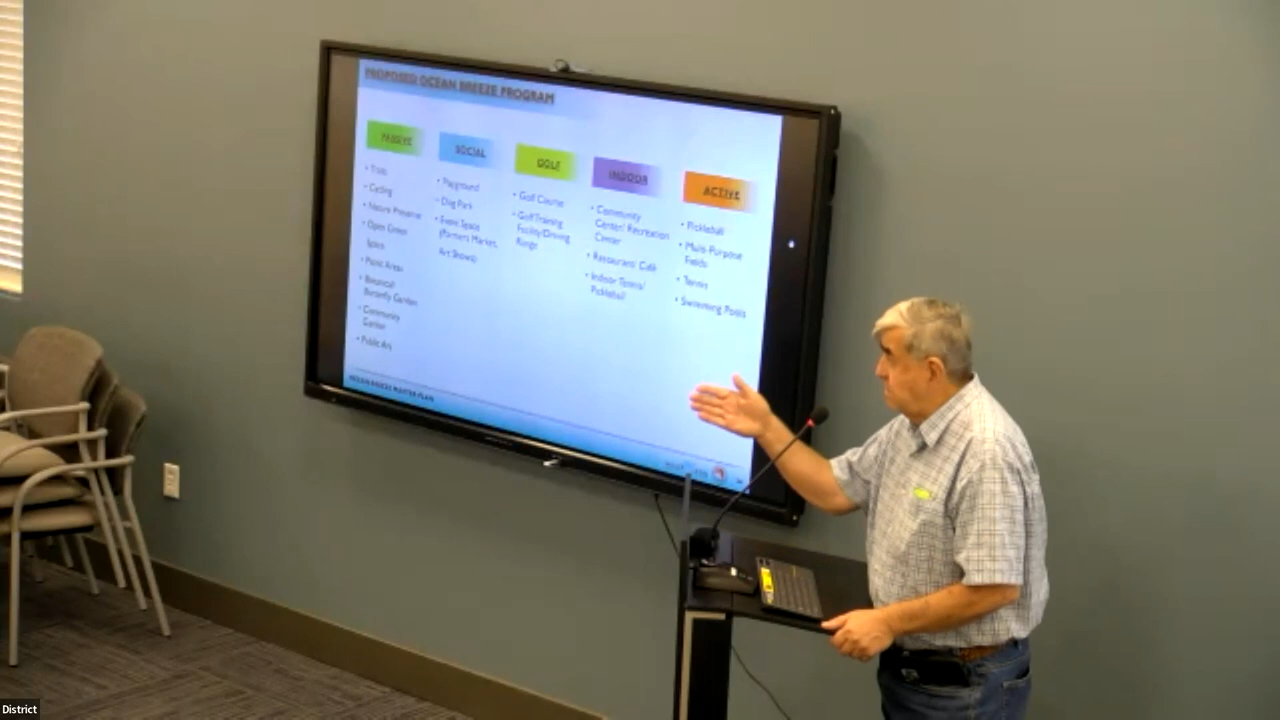 PROPOSED OCEAN BREEZE PROGRAM
PASSIVE
• Trails
• Cycling
• Nature Preserve
• Open Green
Space
• Picnic Areas
• Botanical/
Butterfly Garden
• Community
Garden
• Public Art
SOCIAL
• Playground
• Dog Park
• Event Space
(Farmers Market,
Art Shows)
GOLF
• Golf Course
• Golf Training
Facility/Driving
Range
INDOOR
• Community
Center/ Recreation
Center
• Restaurant/ Café
• Indoor Tennis/
Pickleball
ACTIVE
• Pickleball
• Multi-Purpose
Fields
• Tennis
• Swimming Pools
OCEAN BREEZE MASTER PLAN
District